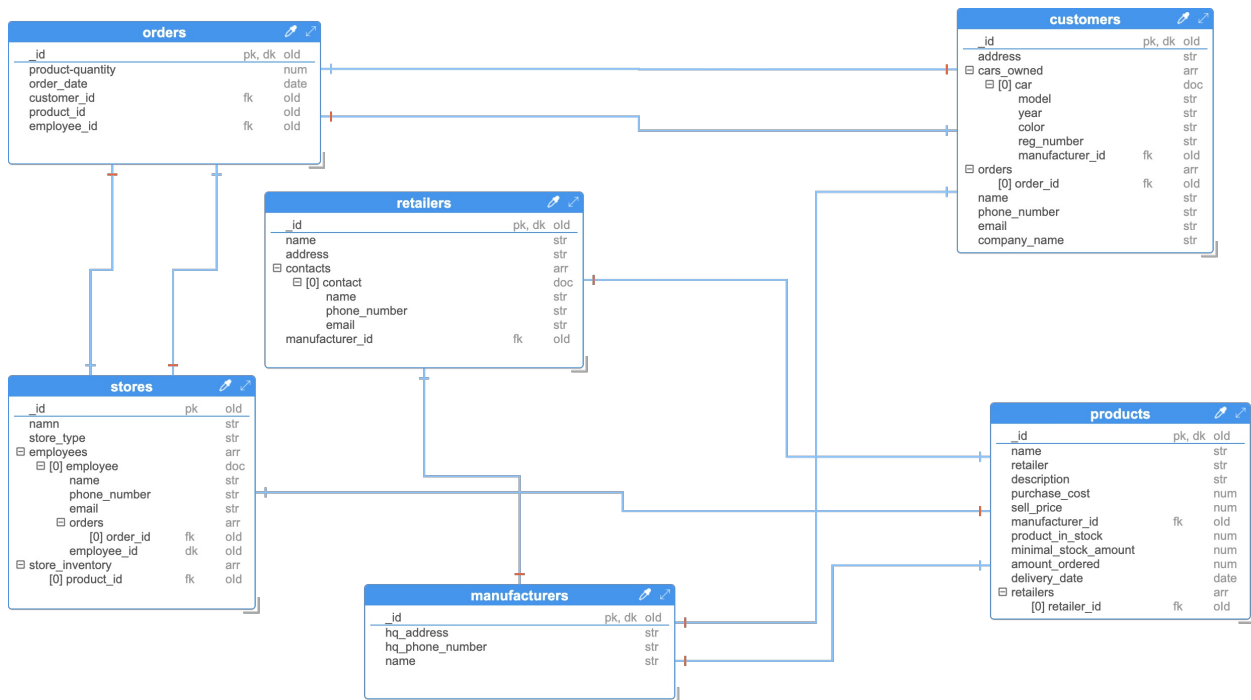 orders
_id pk, dk oId
product-quantity num
order_date date
customer_id fk oId
product_id oId
employee_id fk oId
customers
_id pk, dk oId
address str
cars_owned arr
[0] car doc
model str
year str
color str
reg_number str
manufacturer_id fk oId
orders arr
[0] order_id fk oId
name str
phone_number str
email str
company_name str
retailers
_id pk, dk oId
name str
address str
contacts arr
[0] contact doc
name str
phone_number str
email str
manufacturer_id fk oId
stores
_id pk oId
namn str
store_type str
employees arr
[0] employee doc
name str
phone_number str
email str
orders arr
[0] order_id fk oId
employee_id dk oId
store_inventory arr
[0] product_id fk oId
products
_id pk, dk oId
name str
retailer str
description str
purchase_cost num
sell_price num
manufacturer_id fk oId
product_in_stock num
minimal_stock_amount num
amount_ordered num
delivery_date date
retailers arr
[0] retailer_id fk oId
manufacturers
_id pk, dk oId
hq_address str
hq_phone_number str
name str